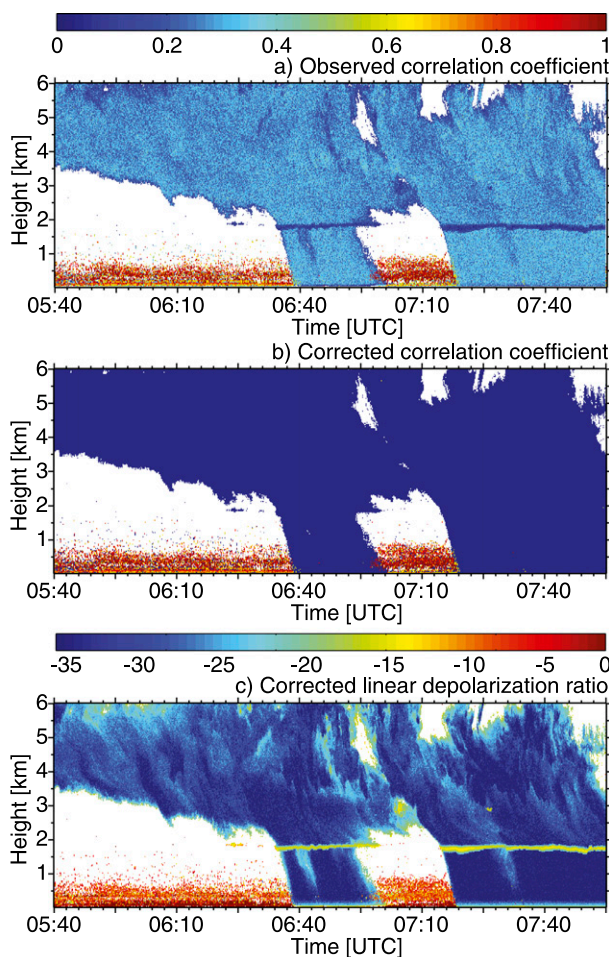 0 0.2 0.4 0.6 0.8 1
a) Observed correlation coefficient
6
5
4
3
2
1
Height [km]
05:40 06:10 06:40 07:10 07:40
Time [UTC]
b) Corrected correlation coefficient
6
5
4
3
2
1
Height [km]
05:40 06:10 06:40 07:10 07:40
Time [UTC]
-35 -30 -25 -20 -15 -10 -5 0
c) Corrected linear depolarization ratio
6
5
4
3
2
1
Height [km]
05:40 06:10 06:40 07:10 07:40
Time [UTC]